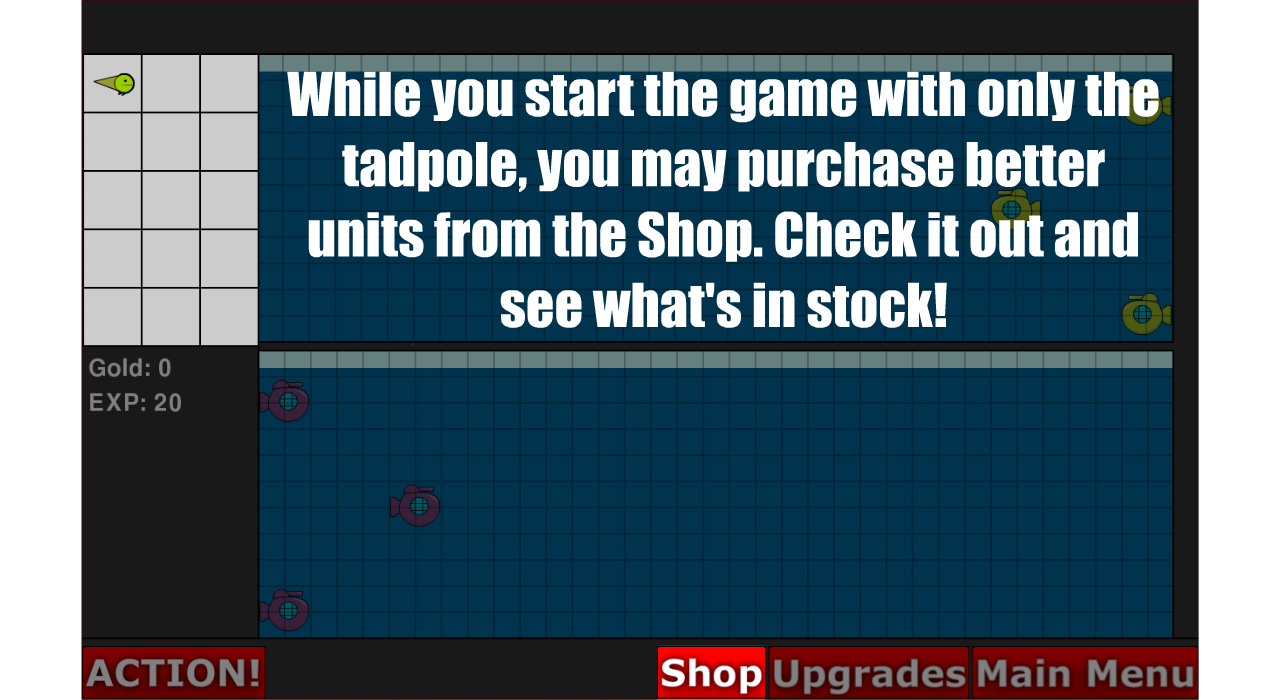 While you start the game with only the
tadpole, you may purchase better
units from the Shop. Check it out and
see what's in stock!
Gold: 0
EXP: 20
ACTION!
Shop
Upgrades
Main Menu